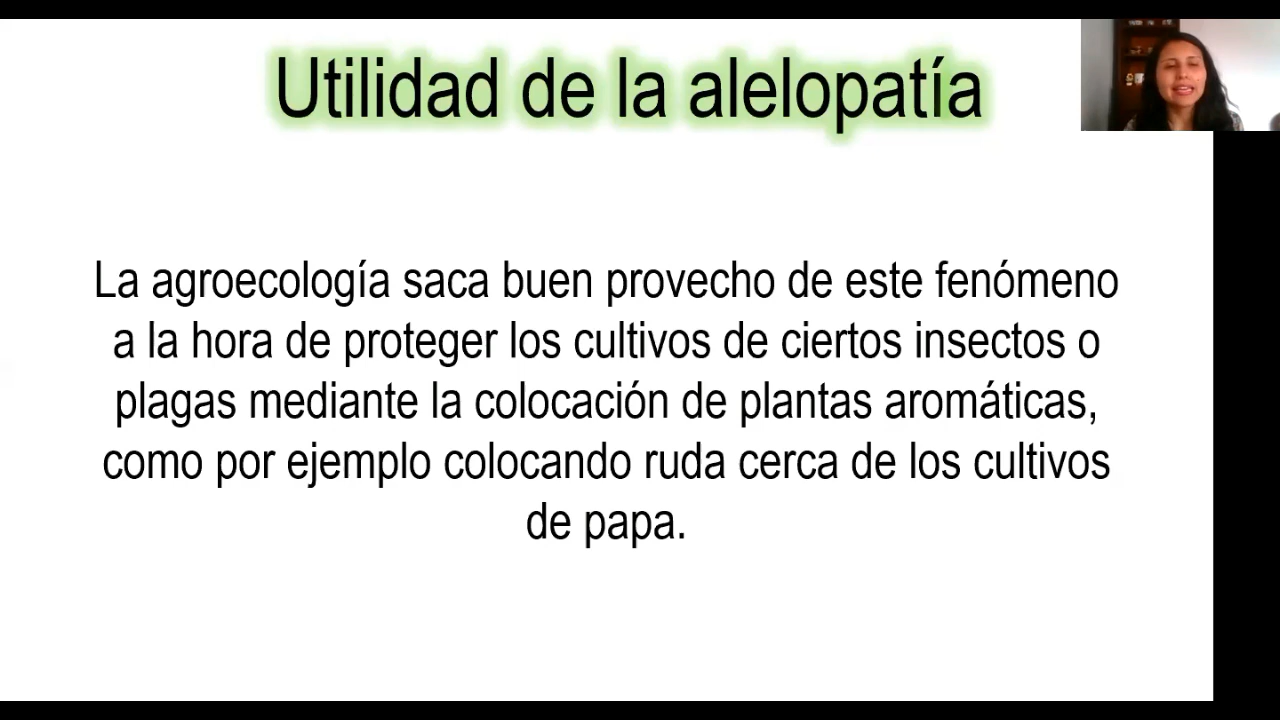 Utilidad de la alelopatía
La agroecología saca buen provecho de este fenómeno
a la hora de proteger los cultivos de ciertos insectos o
plagas mediante la colocación de plantas aromáticas,
como por ejemplo colocando ruda cerca de los cultivos
de papa.